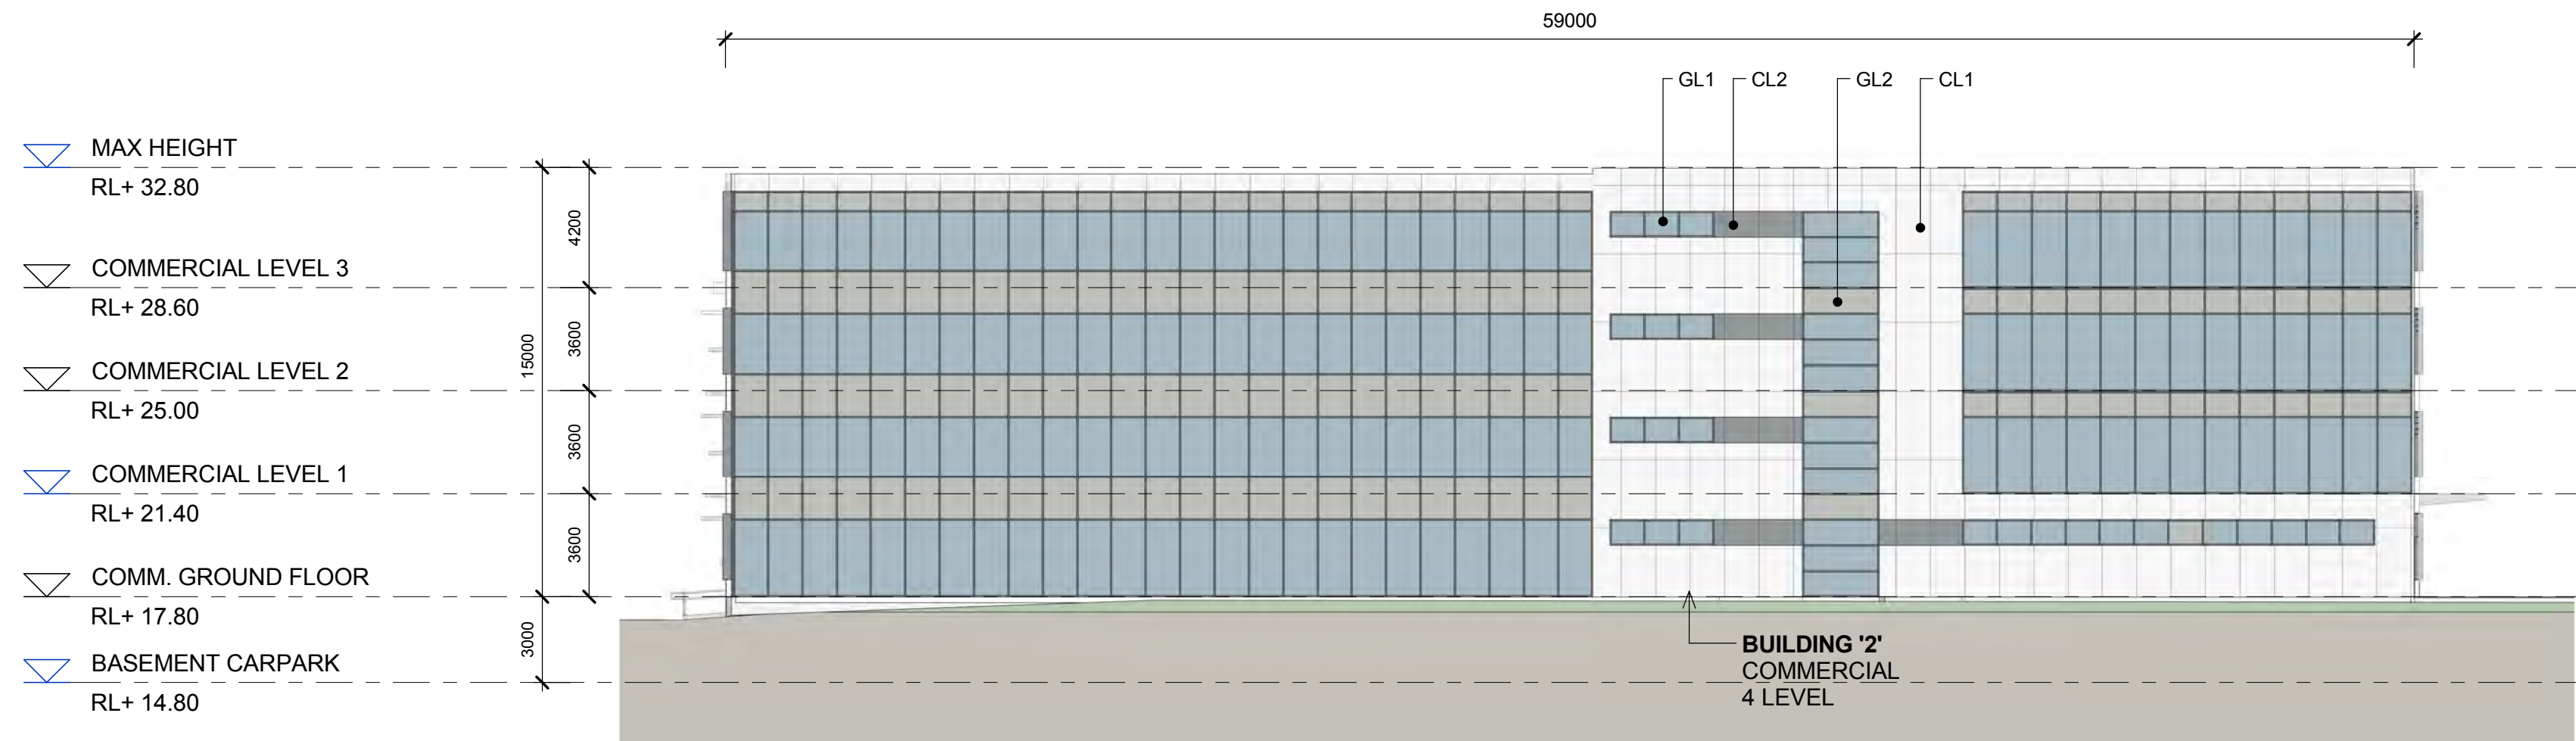 59000
GL1 CL2 GL2 CL1
MAX HEIGHT
RL+ 32.80
4200
COMMERCIAL LEVEL 3
RL+ 28.60
3600
15000
COMMERCIAL LEVEL 2
RL+ 25.00
3600
COMMERCIAL LEVEL 1
RL+ 21.40
3600
COMM. GROUND FLOOR
RL+ 17.80
3000
BASEMENT CARPARK
RL+ 14.80
BUILDING '2'
COMMERCIAL
4 LEVEL